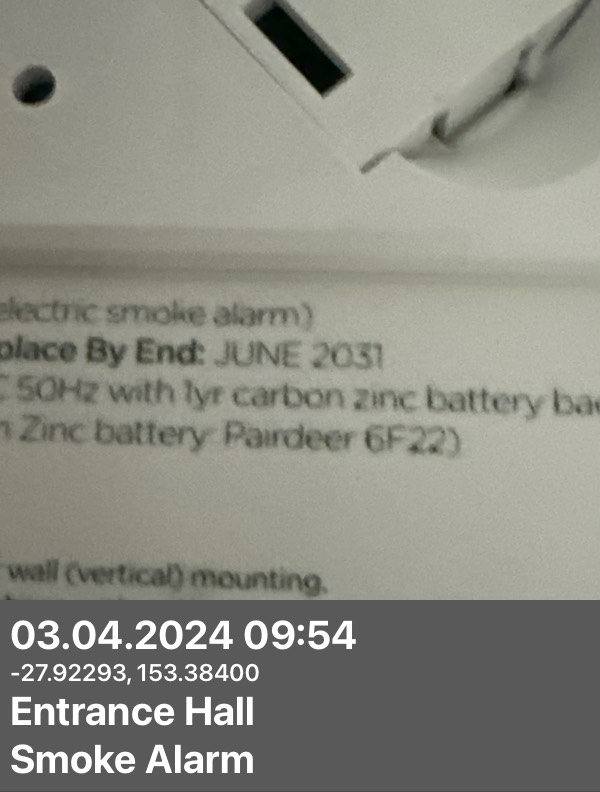 electric smoke alarm)
place By End: JUNE 2031
C 50Hz with 1yr carbon zinc battery bac
n Zinc battery: Pairdeer 6F22)
wall (vertical) mounting.
03.04.2024 09:54
-27.92293, 153.38400
Entrance Hall
Smoke Alarm